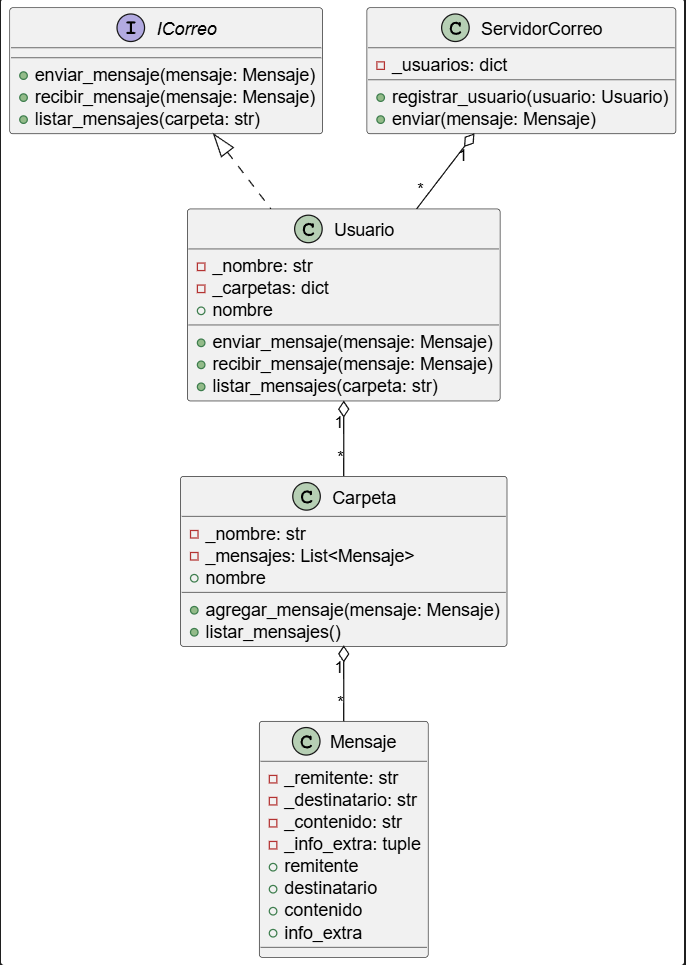 I ICorreo
enviar_mensaje(mensaje: Mensaje)
recibir_mensaje(mensaje: Mensaje)
listar_mensajes(carpeta: str)
C ServidorCorreo
_usuarios: dict
registrar_usuario(usuario: Usuario)
enviar(mensaje: Mensaje)
1
*
C Usuario
_nombre: str
_carpetas: dict
nombre
enviar_mensaje(mensaje: Mensaje)
recibir_mensaje(mensaje: Mensaje)
listar_mensajes(carpeta: str)
1
*
C Carpeta
_nombre: str
_mensajes: List<Mensaje>
nombre
agregar_mensaje(mensaje: Mensaje)
listar_mensajes()
1
*
C Mensaje
_remitente: str
_destinatario: str
_contenido: str
_info_extra: tuple
remitente
destinatario
contenido
info_extra